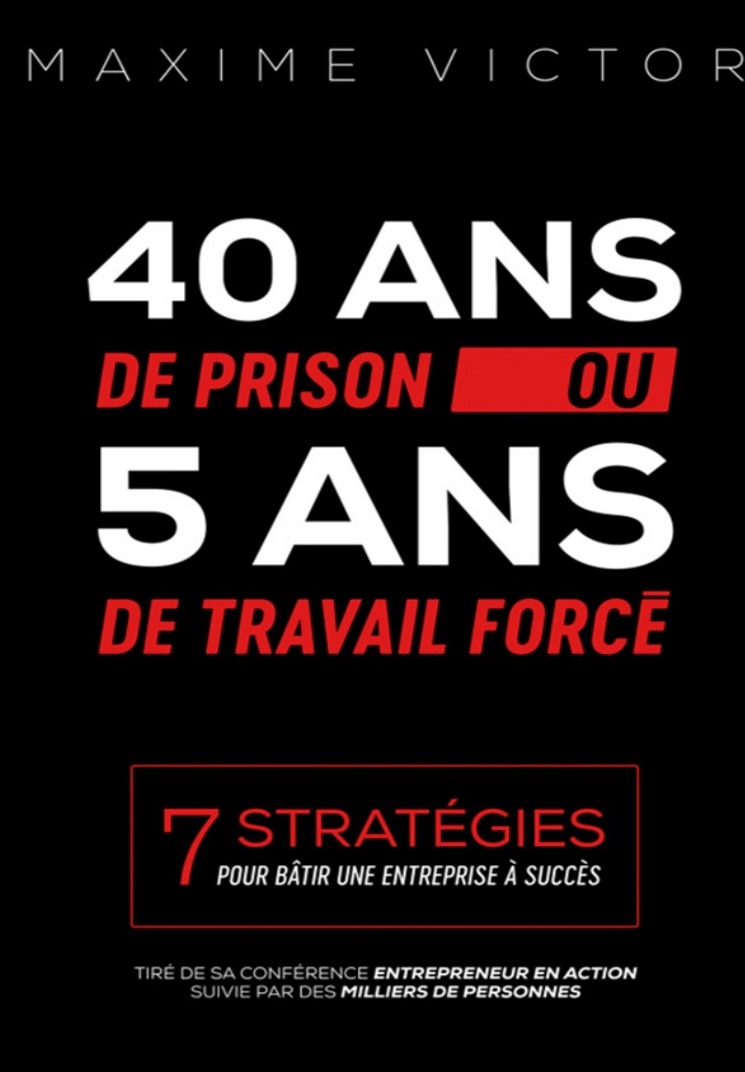 MAXIME VICTOR
40 ANS
DE PRISON OU
5 ANS
DE TRAVAIL FORCĒ
7 STRATÉGIES
POUR BÂTIR UNE ENTREPRISE À SUCCÈS
TIRÉ DE SA CONFÉRENCE ENTREPRENEUR EN ACTION
SUIVIE PAR DES MILLIERS DE PERSONNES